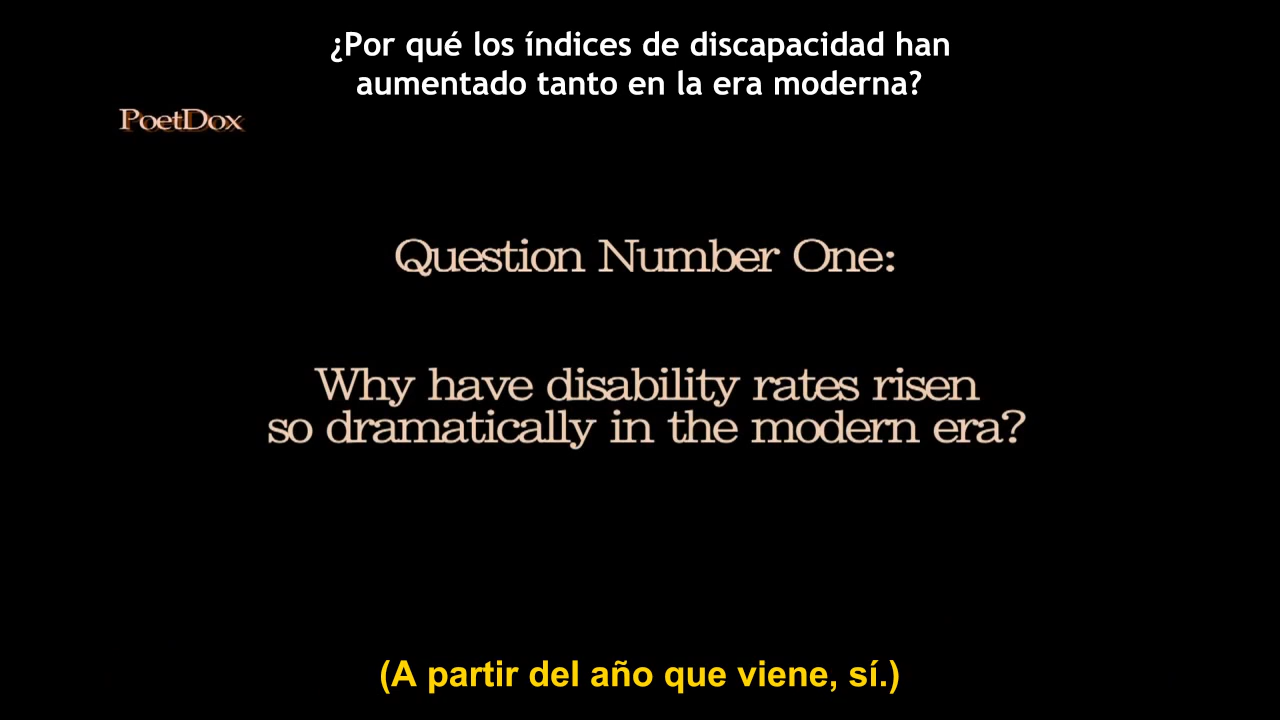 ¿Por qué los índices de discapacidad han
aumentado tanto en la era moderna?
PoetDox
Question Number One:
Why have disability rates risen
so dramatically in the modern era?
(A partir del año que viene, sí.)